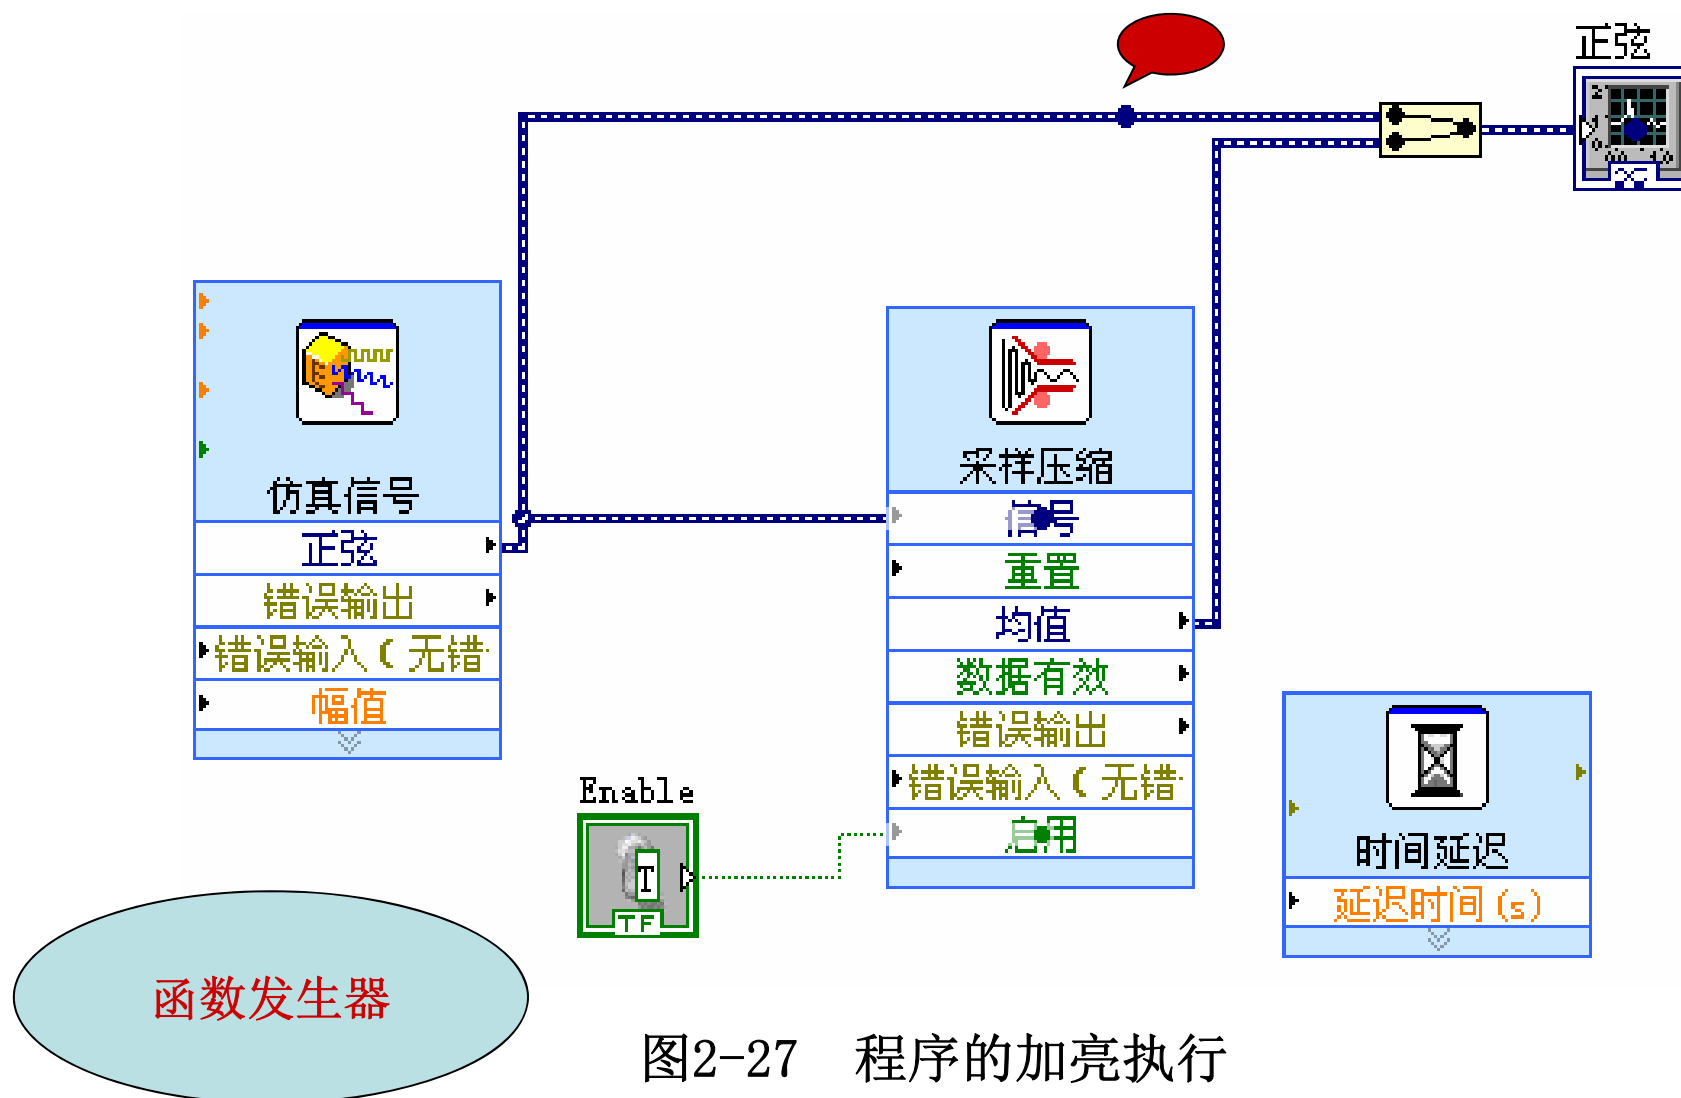 正弦
仿真信号
正弦
错误输出
错误输入(无错
幅值
采样压缩
信号
重置
均值
数据有效
错误输出
错误输入(无错
启用
Enable
T
TF
时间延迟
延迟时间(s)
函数发生器
图2-27 程序的加亮执行